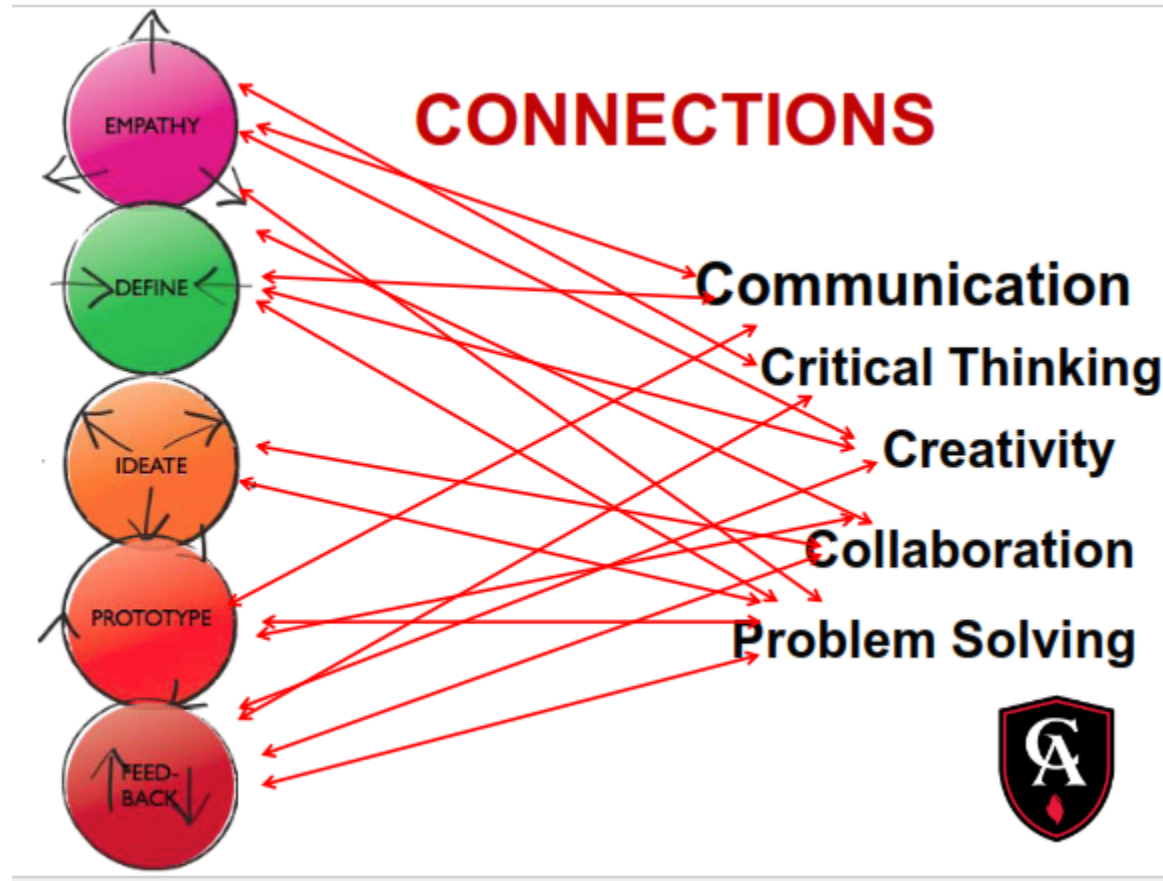 CONNECTIONS
EMPATHY
DEFINE
IDEATE
PROTOTYPE
FEED-
BACK
Communication
Critical Thinking
Creativity
Collaboration
Problem Solving
CA